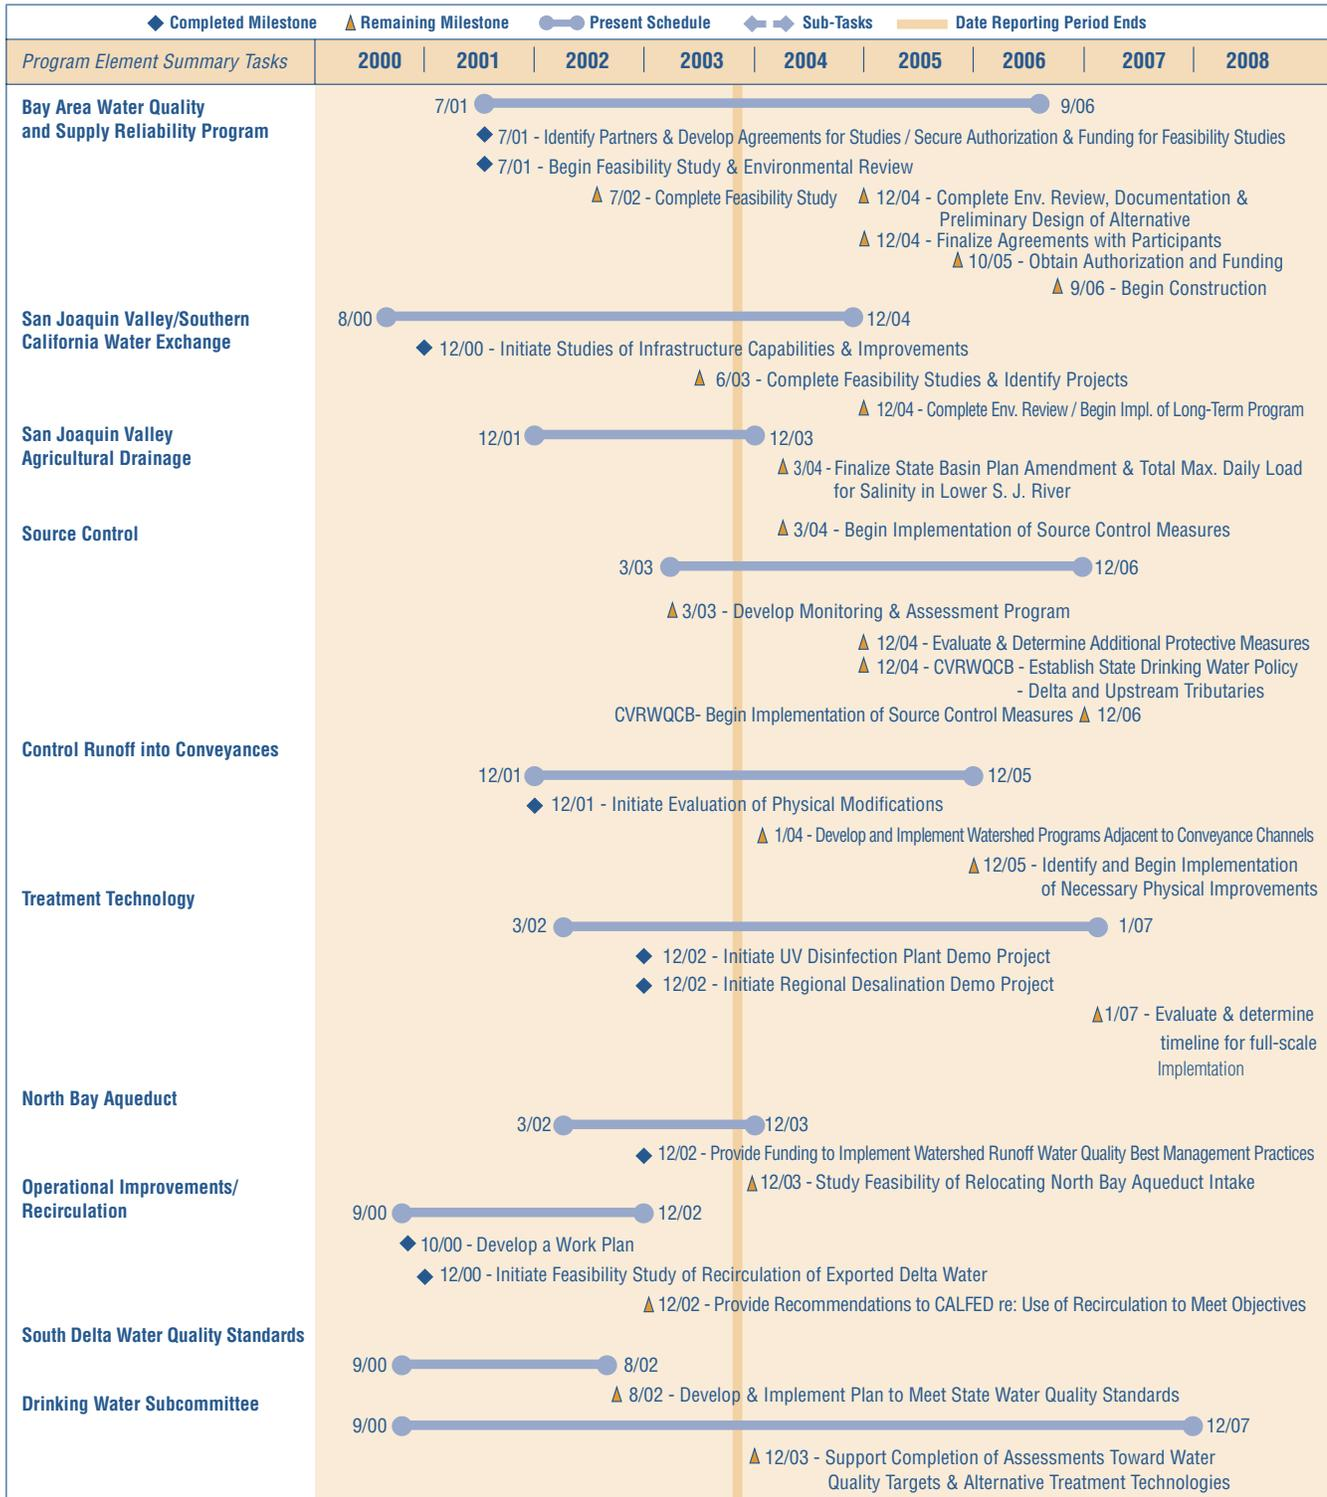 Completed Milestone Remaining Milestone Present Schedule Sub-Tasks Date Reporting Period Ends
Program Element Summary Tasks 2000 2001 2002 2003 2004 2005 2006 2007 2008
Bay Area Water Quality
and Supply Reliability Program
7/01 9/06
7/01 - Identify Partners & Develop Agreements for Studies / Secure Authorization & Funding for Feasibility Studies
7/01 - Begin Feasibility Study & Environmental Review
7/02 - Complete Feasibility Study
12/04 - Complete Env. Review, Documentation &
Preliminary Design of Alternative
12/04 - Finalize Agreements with Participants
10/05 - Obtain Authorization and Funding
9/06 - Begin Construction
San Joaquin Valley/Southern
California Water Exchange
8/00 12/04
12/00 - Initiate Studies of Infrastructure Capabilities & Improvements
6/03 - Complete Feasibility Studies & Identify Projects
12/04 - Complete Env. Review / Begin Impl. of Long-Term Program
San Joaquin Valley
Agricultural Drainage
12/01 12/03
3/04 - Finalize State Basin Plan Amendment & Total Max. Daily Load
for Salinity in Lower S. J. River
Source Control
3/04 - Begin Implementation of Source Control Measures
3/03 12/06
3/03 - Develop Monitoring & Assessment Program
12/04 - Evaluate & Determine Additional Protective Measures
12/04 - CVRWQCB - Establish State Drinking Water Policy
- Delta and Upstream Tributaries
CVRWQCB- Begin Implementation of Source Control Measures 12/06
Control Runoff into Conveyances
12/01 12/05
12/01 - Initiate Evaluation of Physical Modifications
1/04 - Develop and Implement Watershed Programs Adjacent to Conveyance Channels
12/05 - Identify and Begin Implementation
of Necessary Physical Improvements
Treatment Technology
3/02 1/07
12/02 - Initiate UV Disinfection Plant Demo Project
12/02 - Initiate Regional Desalination Demo Project
1/07 - Evaluate & determine
timeline for full-scale
Implemtation
North Bay Aqueduct
3/02 12/03
12/02 - Provide Funding to Implement Watershed Runoff Water Quality Best Management Practices
12/03 - Study Feasibility of Relocating North Bay Aqueduct Intake
Operational Improvements/
Recirculation
9/00 12/02
10/00 - Develop a Work Plan
12/00 - Initiate Feasibility Study of Recirculation of Exported Delta Water
12/02 - Provide Recommendations to CALFED re: Use of Recirculation to Meet Objectives
South Delta Water Quality Standards
9/00 8/02
8/02 - Develop & Implement Plan to Meet State Water Quality Standards
Drinking Water Subcommittee
9/00 12/07
12/03 - Support Completion of Assessments Toward Water
Quality Targets & Alternative Treatment Technologies